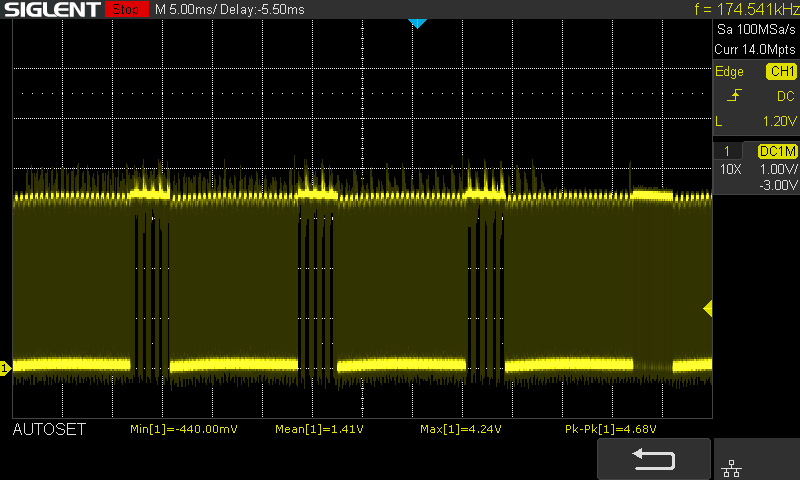 SIGLENT Stop M 5.00ms/ Delay:-5.50ms f = 174.541kHz
Sa 100MSa/s
Curr 14.0Mpts
Edge CH1
DC
L 1.20V
1 DC1M
10X 1.00V/
-3.00V
1
AUTOSET Min[1]=-440.00mV Mean[1]=1.41V Max[1]=4.24V Pk-Pk[1]=4.68V